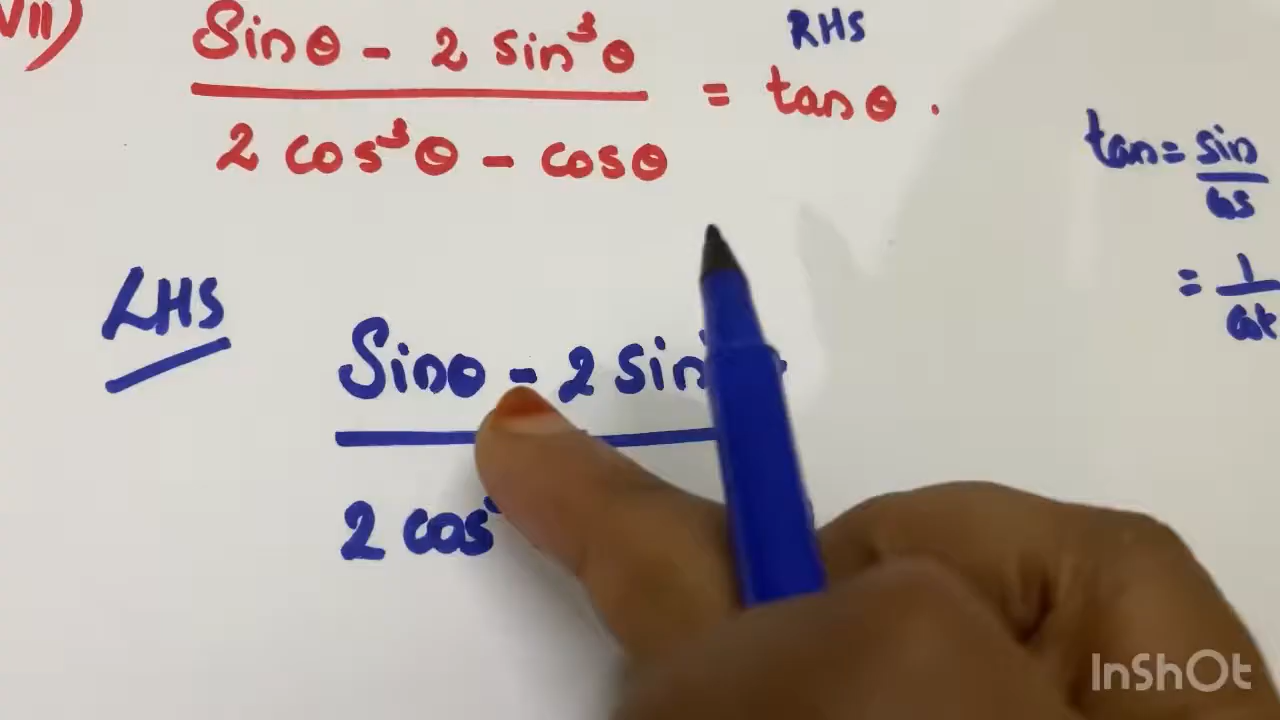 VII)
Sinθ - 2 sin³θ
RHS
2 cos³θ - cosθ
= tanθ .
tan = sin
cos
= 1
cot
LHS
Sinθ - 2 sin
2 cos
InShOt